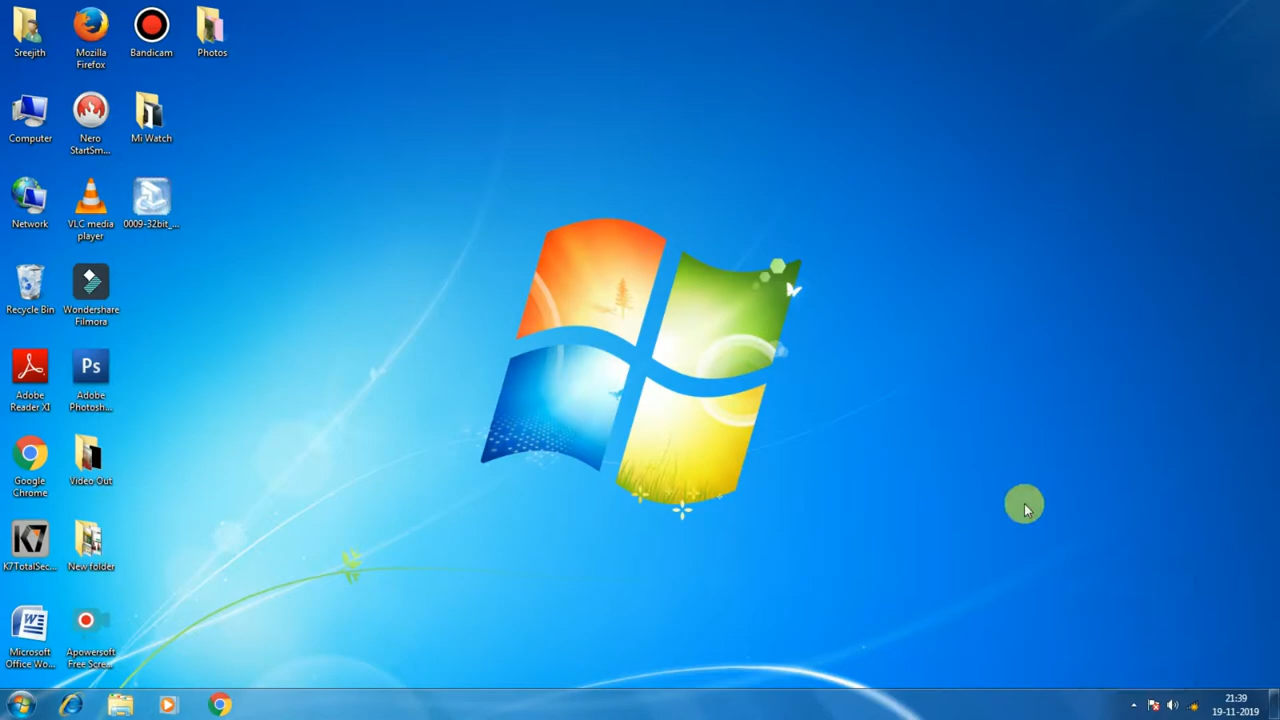 Sreejith
Mozilla
Firefox
Bandicam
Photos
Computer
Nero
StartSm...
Mi Watch
Network
VLC media
player
0009-32bit_...
Recycle Bin
Wondershare
Filmora
Adobe
Reader XI
Ps
Adobe
Photosh...
Google
Chrome
Video Out
K7
K7TotalSec...
New folder
W
Microsoft
Office Wo...
Apowersoft
Free Scre...
21:39
19-11-2019